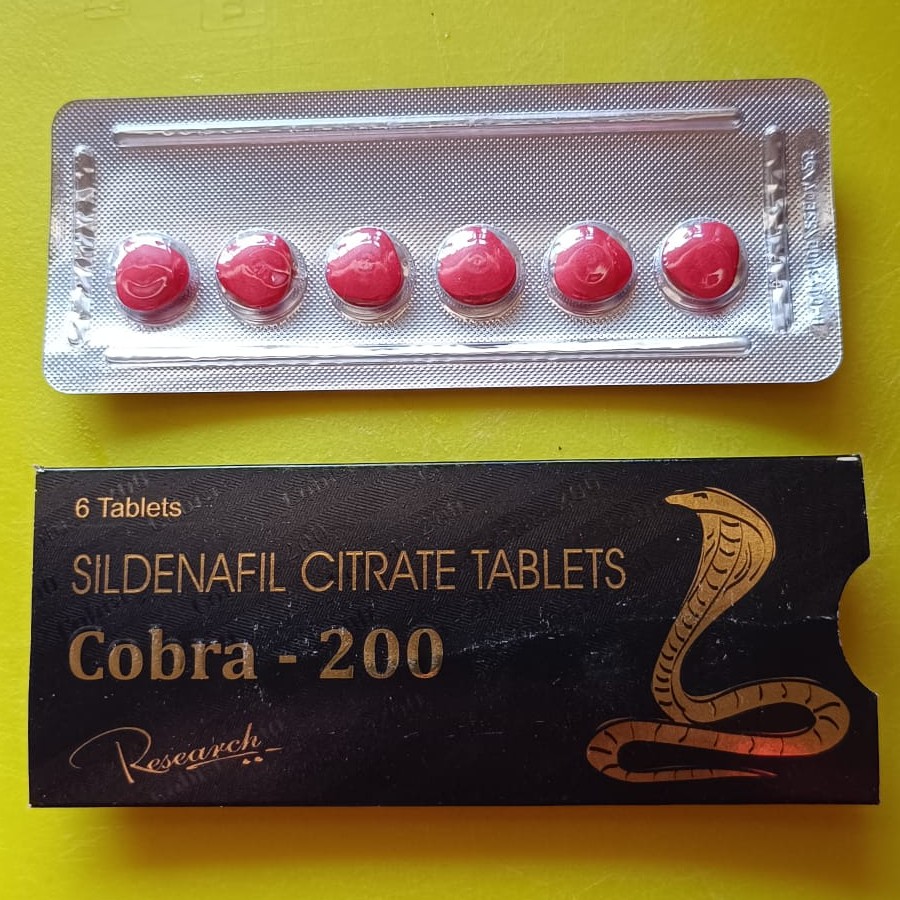 6 Tablets
SILDENAFIL CITRATE TABLETS
Cobra - 200
Research